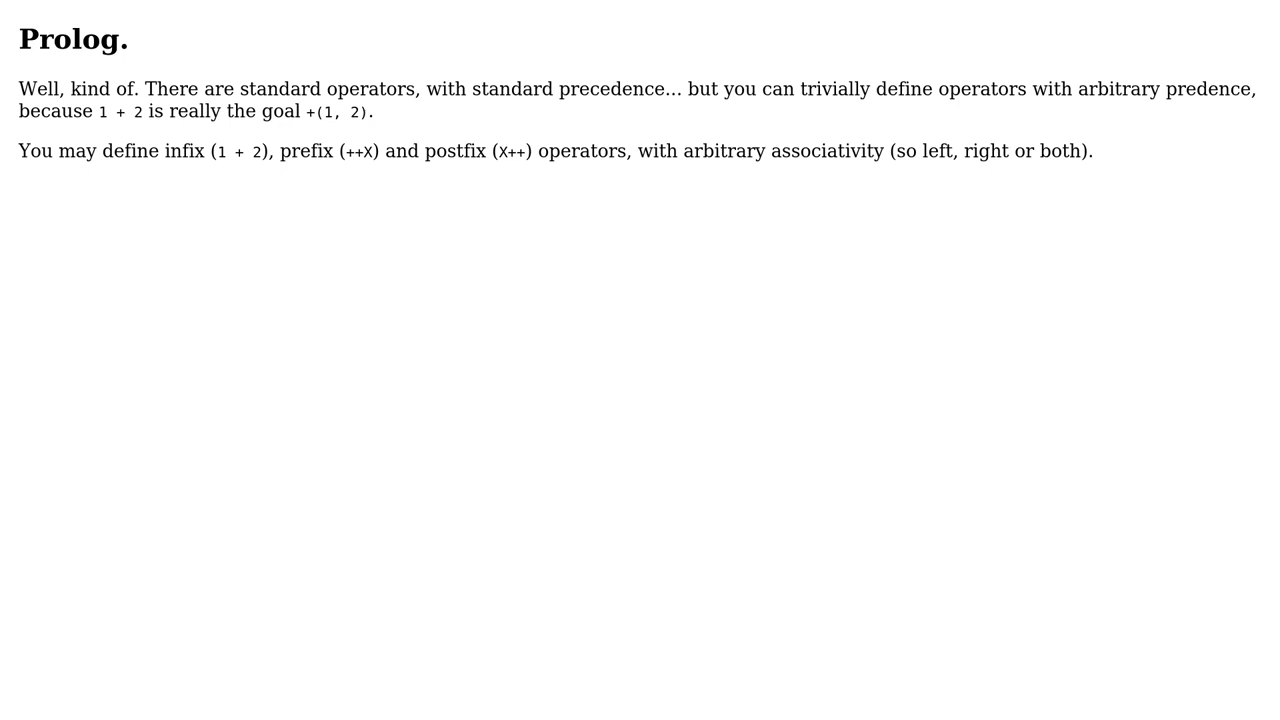 Prolog.
Well, kind of. There are standard operators, with standard precedence... but you can trivially define operators with arbitrary predence,
because 1 + 2 is really the goal +(1, 2).
You may define infix (1 + 2), prefix (++X) and postfix (X++) operators, with arbitrary associativity (so left, right or both).